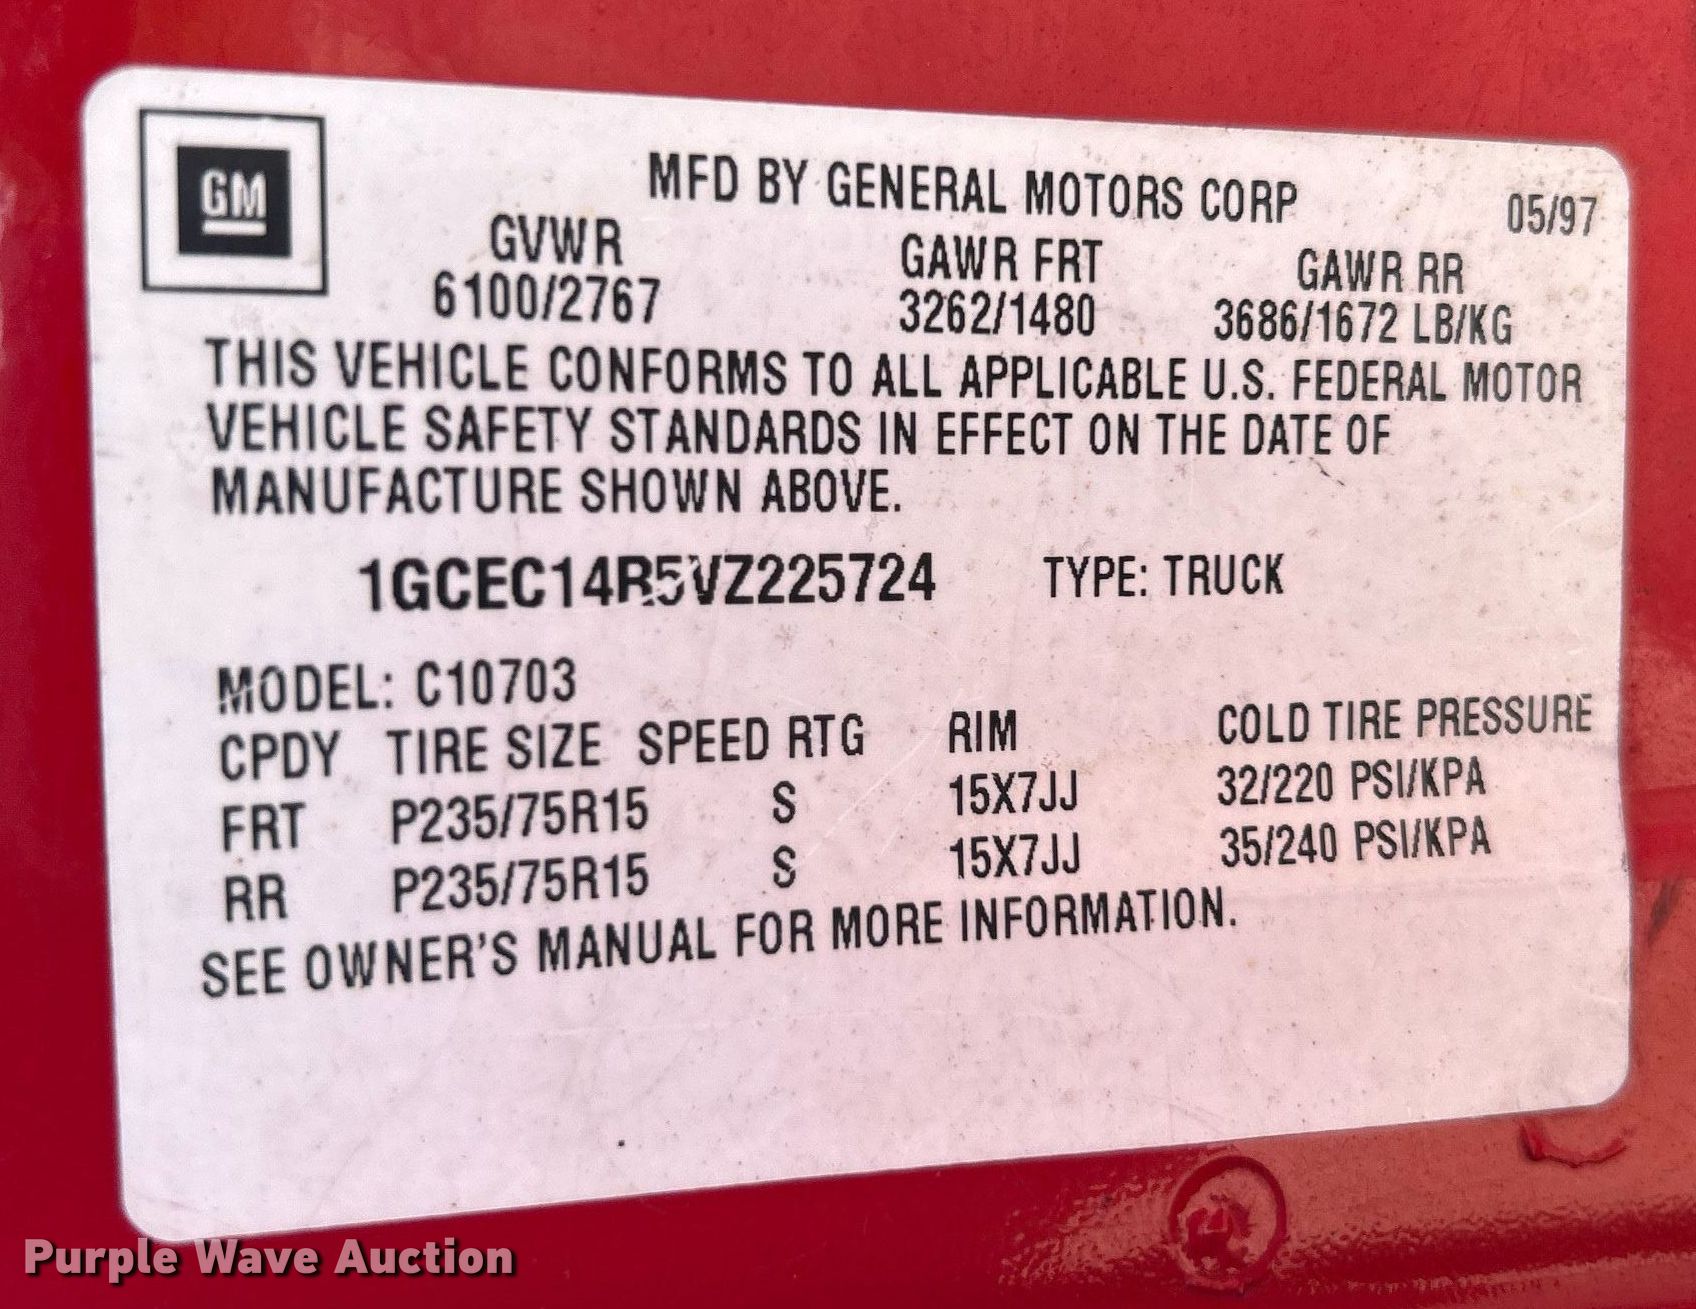 GM
MFD BY GENERAL MOTORS CORP
05/97
GVWR GAWR FRT GAWR RR
6100/2767 3262/1480 3686/1672 LB/KG
THIS VEHICLE CONFORMS TO ALL APPLICABLE U.S. FEDERAL MOTOR
VEHICLE SAFETY STANDARDS IN EFFECT ON THE DATE OF
MANUFACTURE SHOWN ABOVE.
1GCEC14R5VZ225724 TYPE: TRUCK
MODEL: C10703
CPDY TIRE SIZE SPEED RTG RIM COLD TIRE PRESSURE
FRT P235/75R15 S 15X7JJ 32/220 PSI/KPA
RR P235/75R15 S 15X7JJ 35/240 PSI/KPA
SEE OWNER'S MANUAL FOR MORE INFORMATION.
Purple Wave Auction